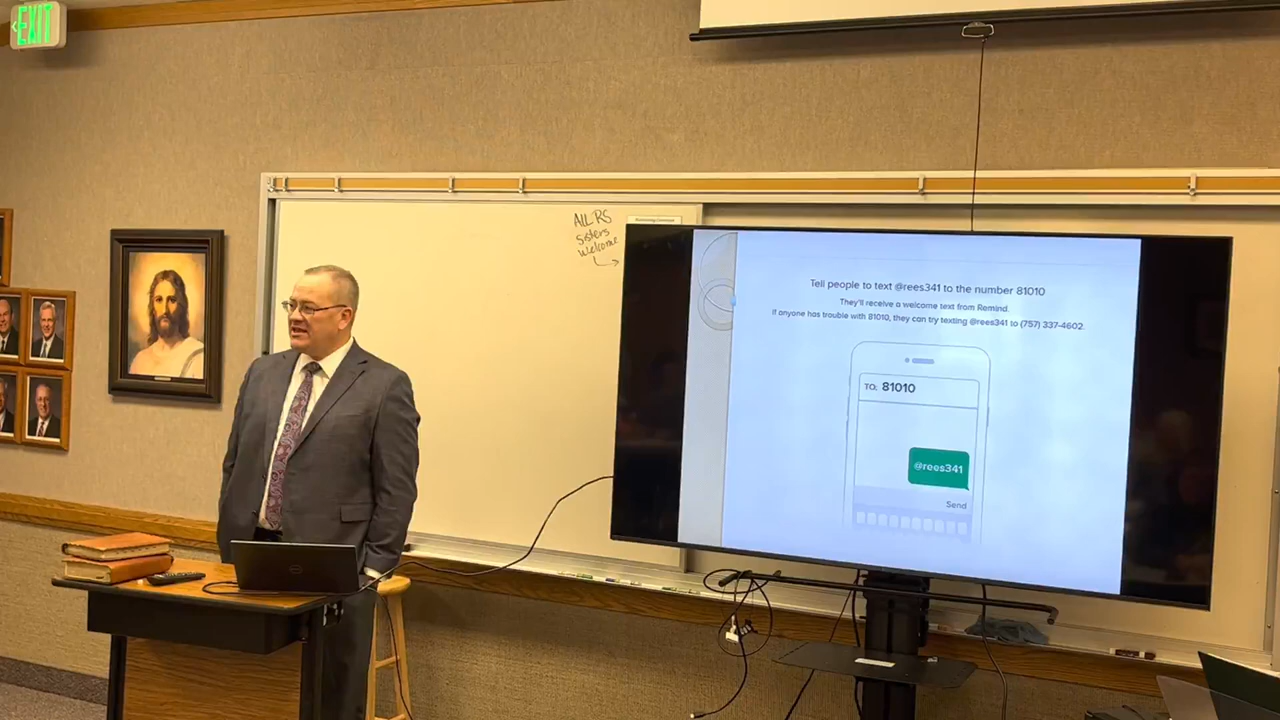 EXIT
ALL RS
Sisters
Welcome
Tell people to text @rees341 to the number 81010
They'll receive a welcome text from Remind.
If anyone has trouble with 81010, they can try texting @rees341 to (757) 337-4602.
TO: 81010
@rees341
Send
DELL